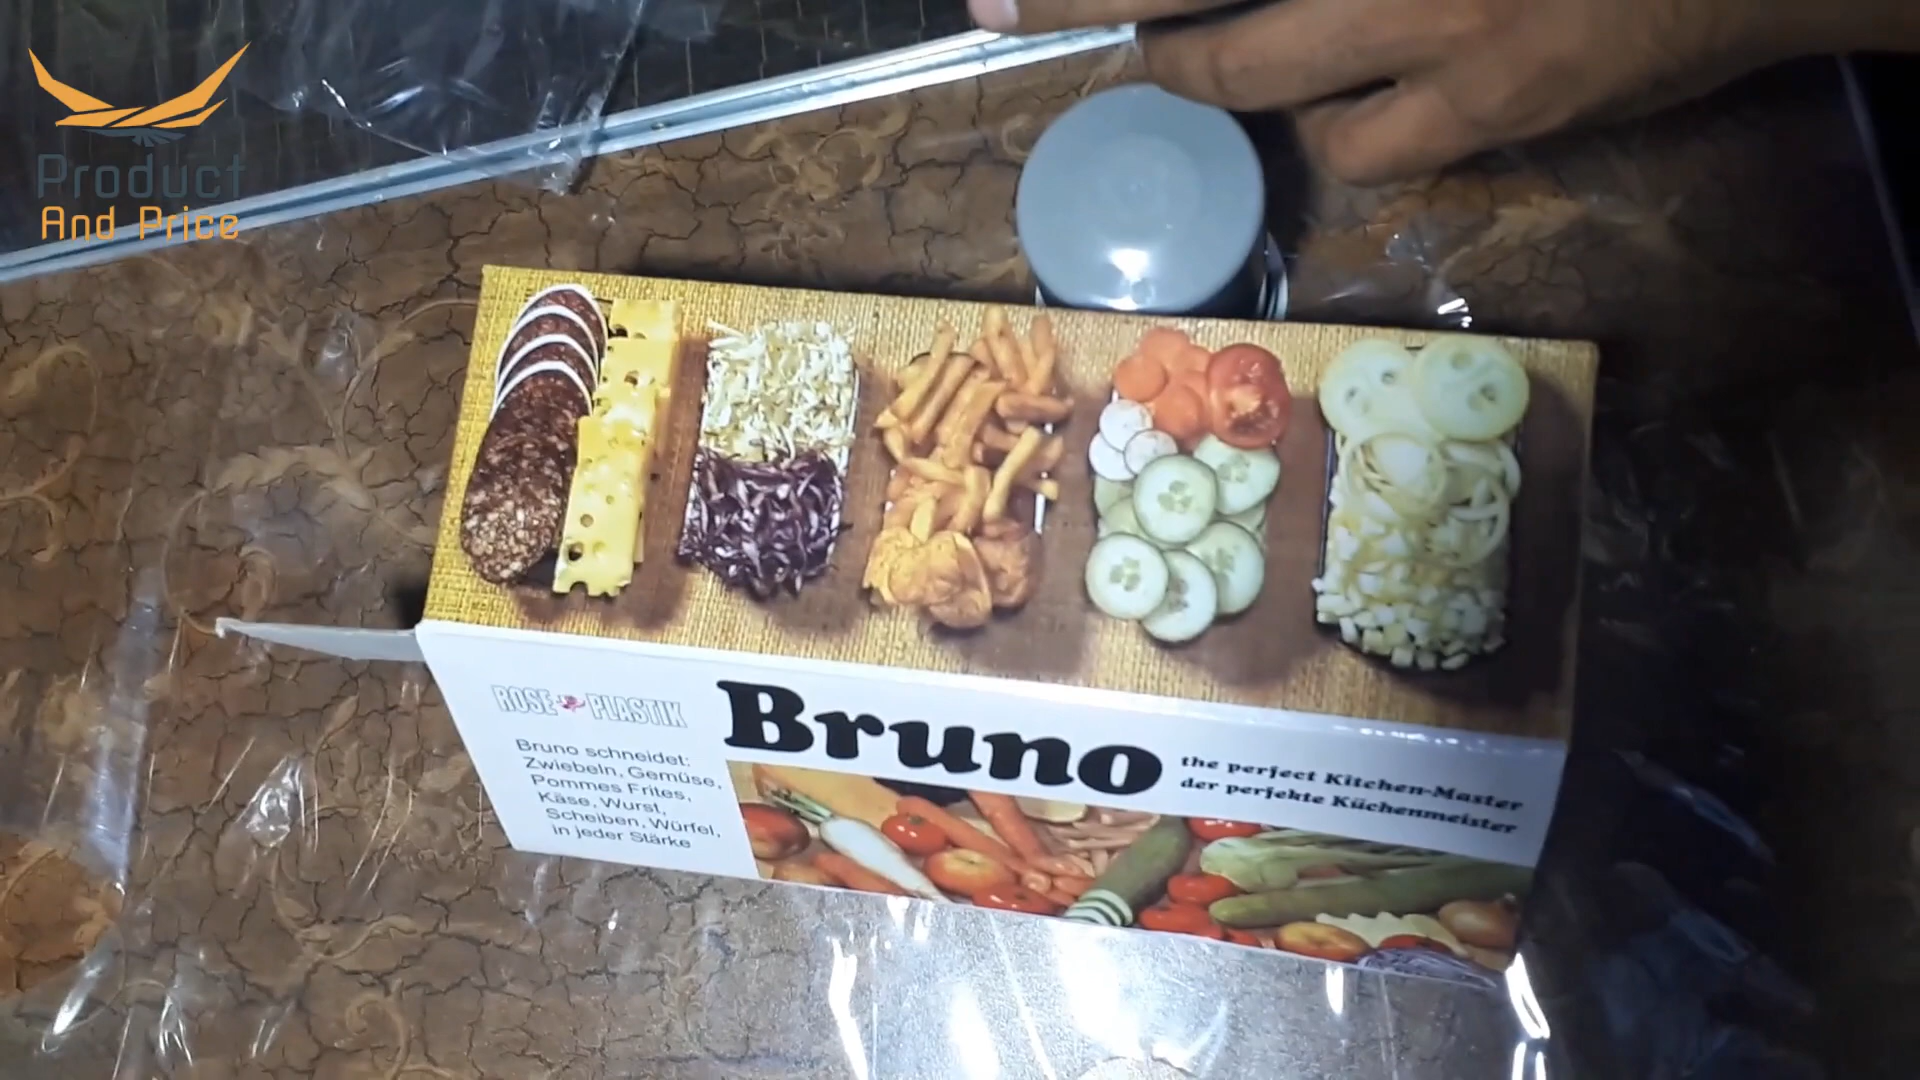 Product
And Price
ROSE PLASTIK
Bruno schneidet:
Zwiebeln, Gemüse,
Pommes Frites,
Käse, Wurst,
Scheiben, Würfel,
in jeder Stärke
Bruno
the perfect Kitchen-Master
der perfekte Küchenmeister